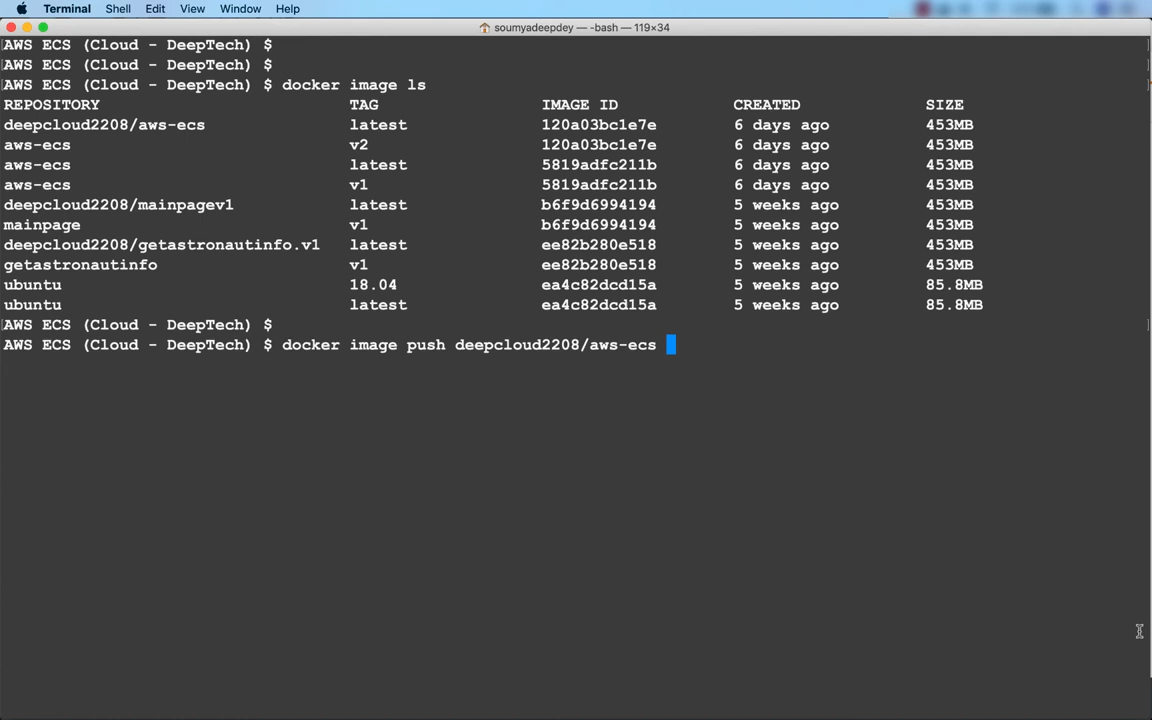 Terminal Shell Edit View Window Help
soumyadeepdey — -bash — 119×34
AWS ECS (Cloud - DeepTech) $
AWS ECS (Cloud - DeepTech) $
AWS ECS (Cloud - DeepTech) $ docker image ls
REPOSITORY TAG IMAGE ID CREATED SIZE
deepcloud2208/aws-ecs latest 120a03bc1e7e 6 days ago 453MB
aws-ecs v2 120a03bc1e7e 6 days ago 453MB
aws-ecs latest 5819adfc211b 6 days ago 453MB
aws-ecs v1 5819adfc211b 6 days ago 453MB
deepcloud2208/mainpagev1 latest b6f9d6994194 5 weeks ago 453MB
mainpage v1 b6f9d6994194 5 weeks ago 453MB
deepcloud2208/getastronautinfo.v1 latest ee82b280e518 5 weeks ago 453MB
getastronautinfo v1 ee82b280e518 5 weeks ago 453MB
ubuntu 18.04 ea4c82dcd15a 5 weeks ago 85.8MB
ubuntu latest ea4c82dcd15a 5 weeks ago 85.8MB
AWS ECS (Cloud - DeepTech) $
AWS ECS (Cloud - DeepTech) $ docker image push deepcloud2208/aws-ecs